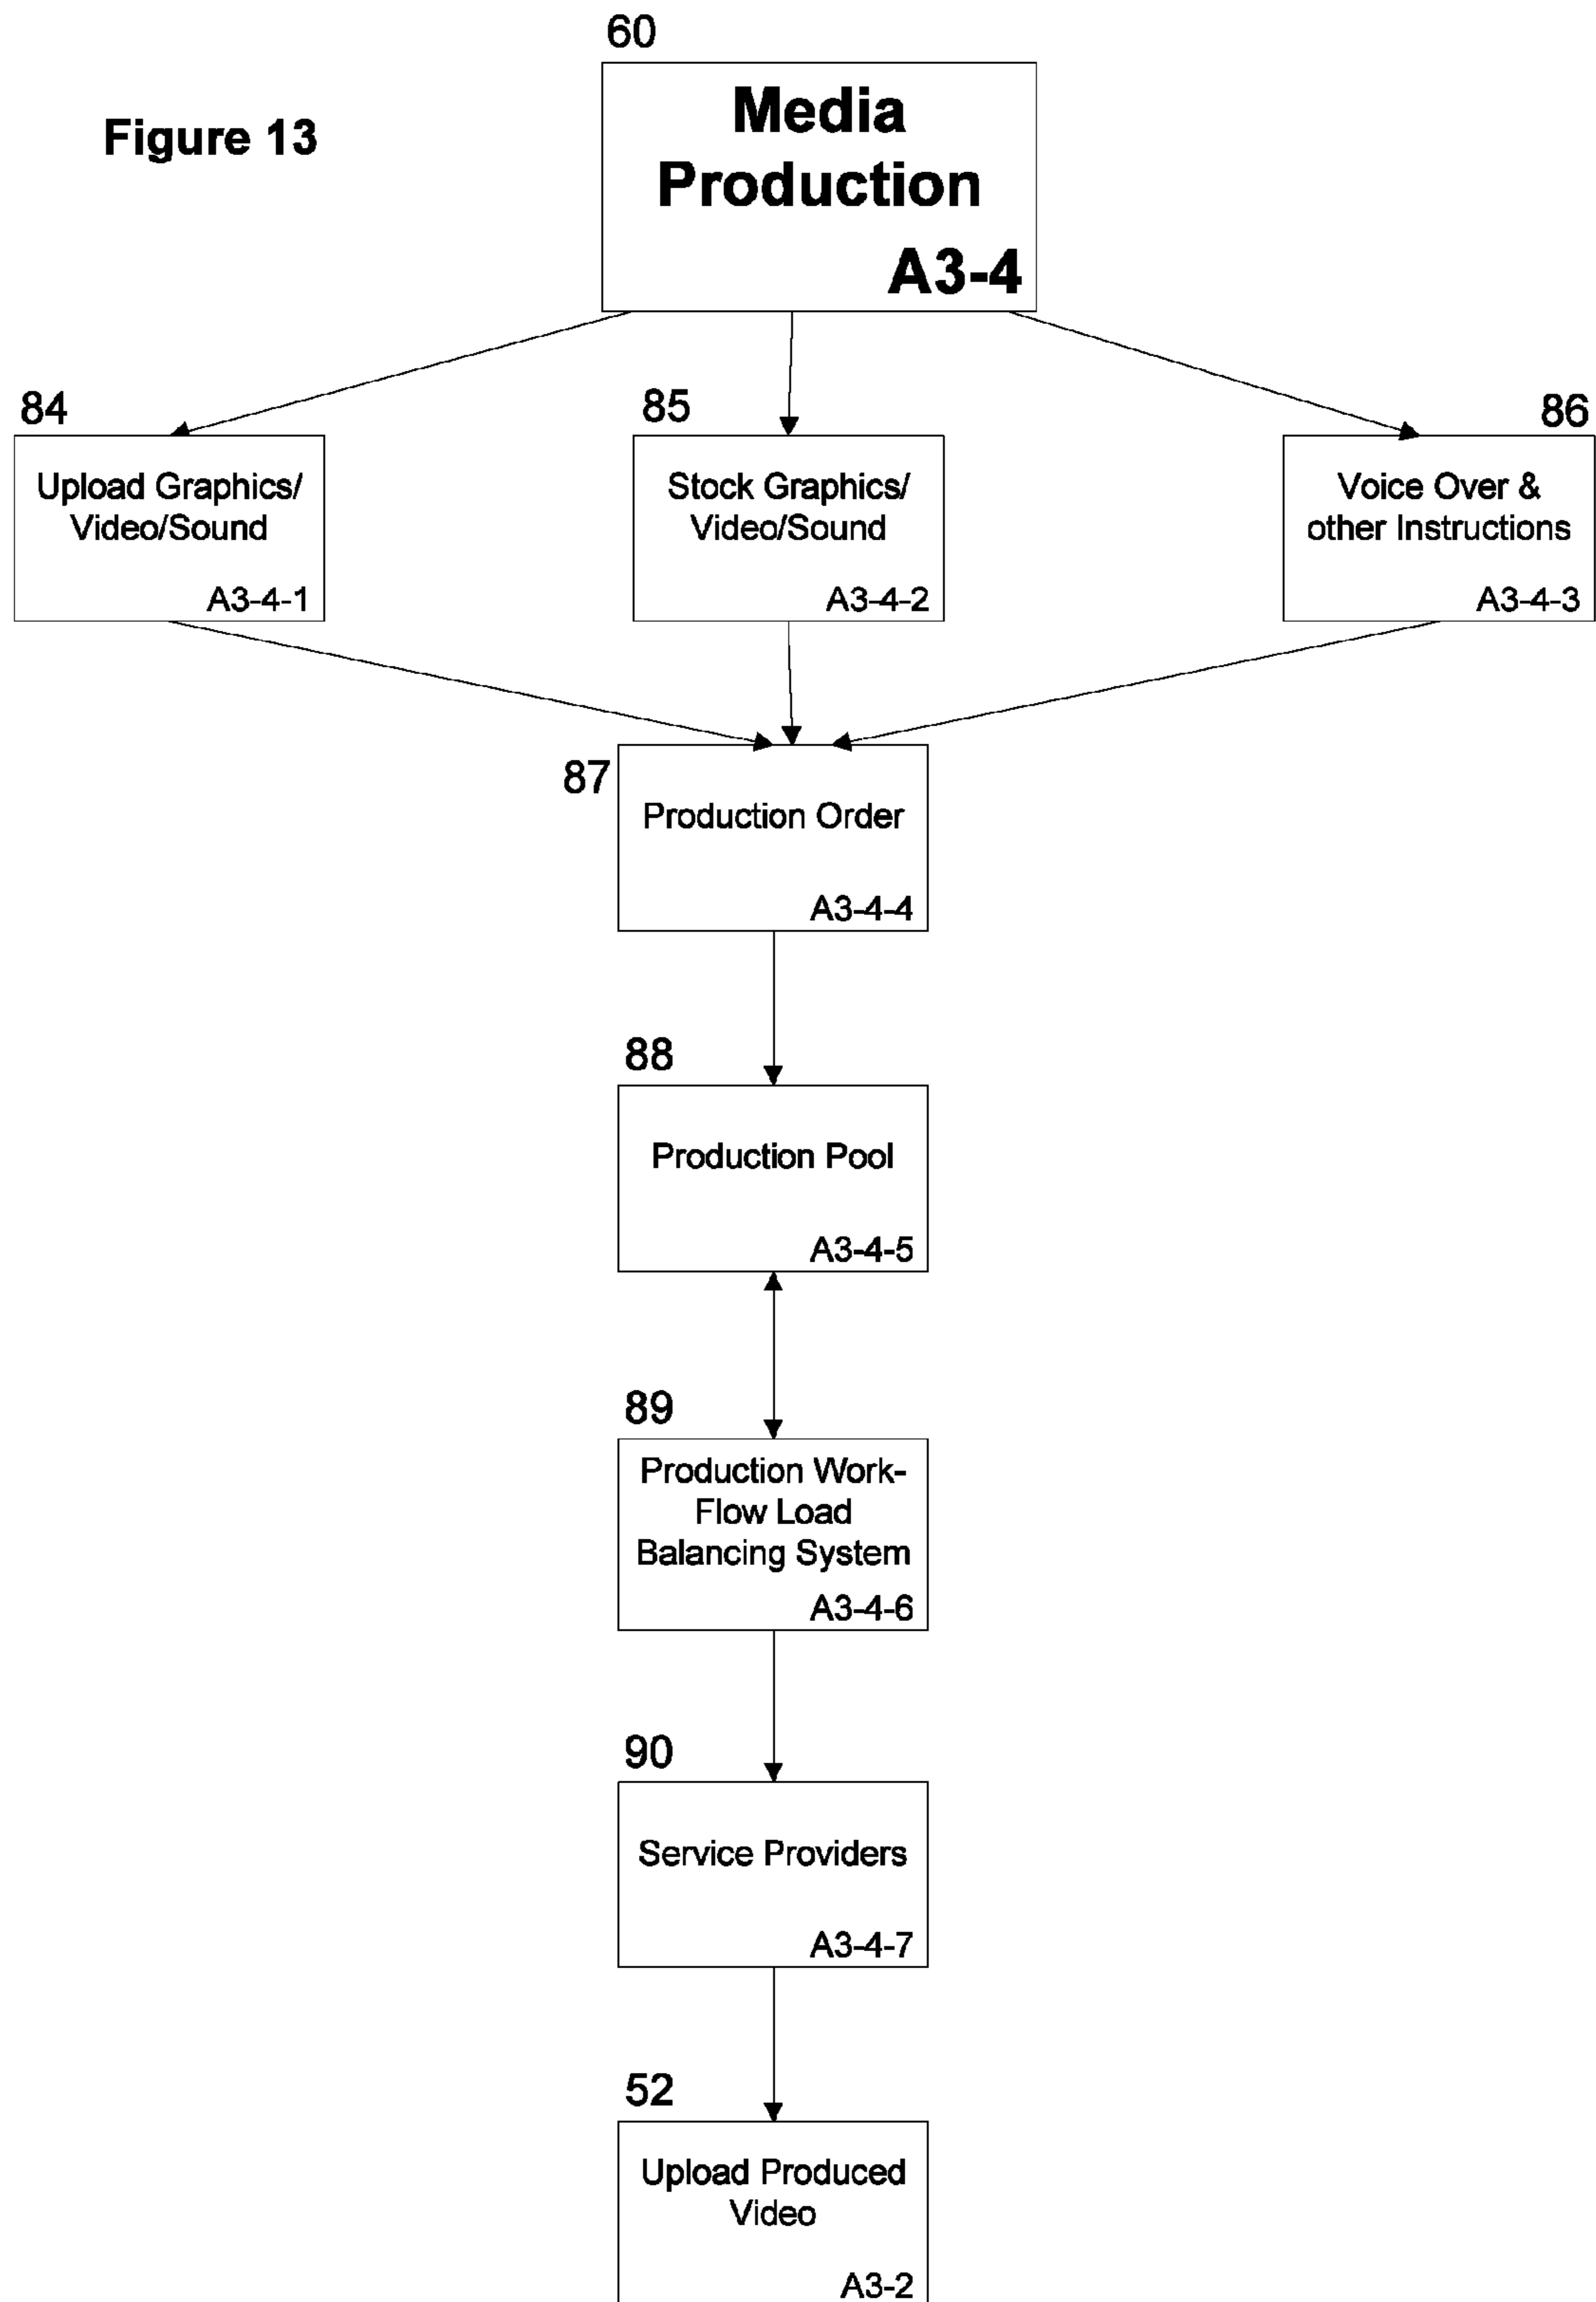 60
Figure 13
Media
Production
A3-4
84
Upload Graphics/
Video/Sound
A3-4-1
85
Stock Graphics/
Video/Sound
A3-4-2
86
Voice Over &
other Instructions
A3-4-3
87
Production Order
A3-4-4
88
Production Pool
A3-4-5
89
Production Work-
Flow Load
Balancing System
A3-4-6
90
Service Providers
A3-4-7
52
Upload Produced
Video
A3-2